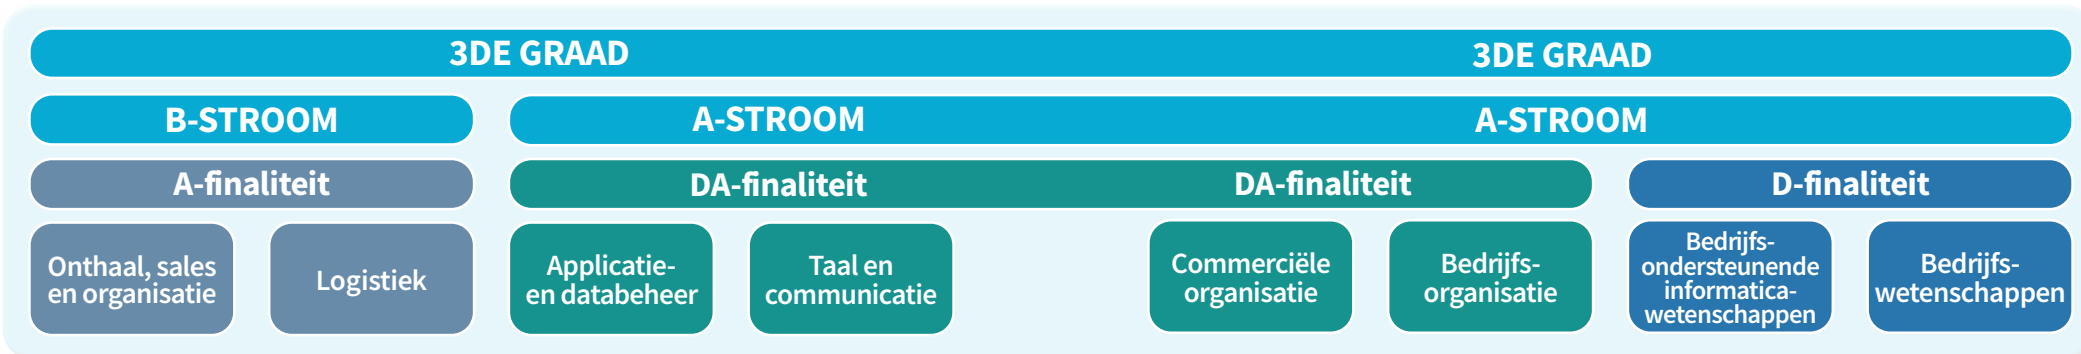 3DE GRAAD
3DE GRAAD
B-STROOM
A-STROOM
A-STROOM
A-finaliteit
DA-finaliteit
DA-finaliteit
D-finaliteit
Onthaal, sales
en organisatie
Logistiek
Applicatie-
en databeheer
Taal en
communicatie
Commerciële
organisatie
Bedrijfs-
organisatie
Bedrijfs-
ondersteunende
informatica-
wetenschappen
Bedrijfs-
wetenschappen